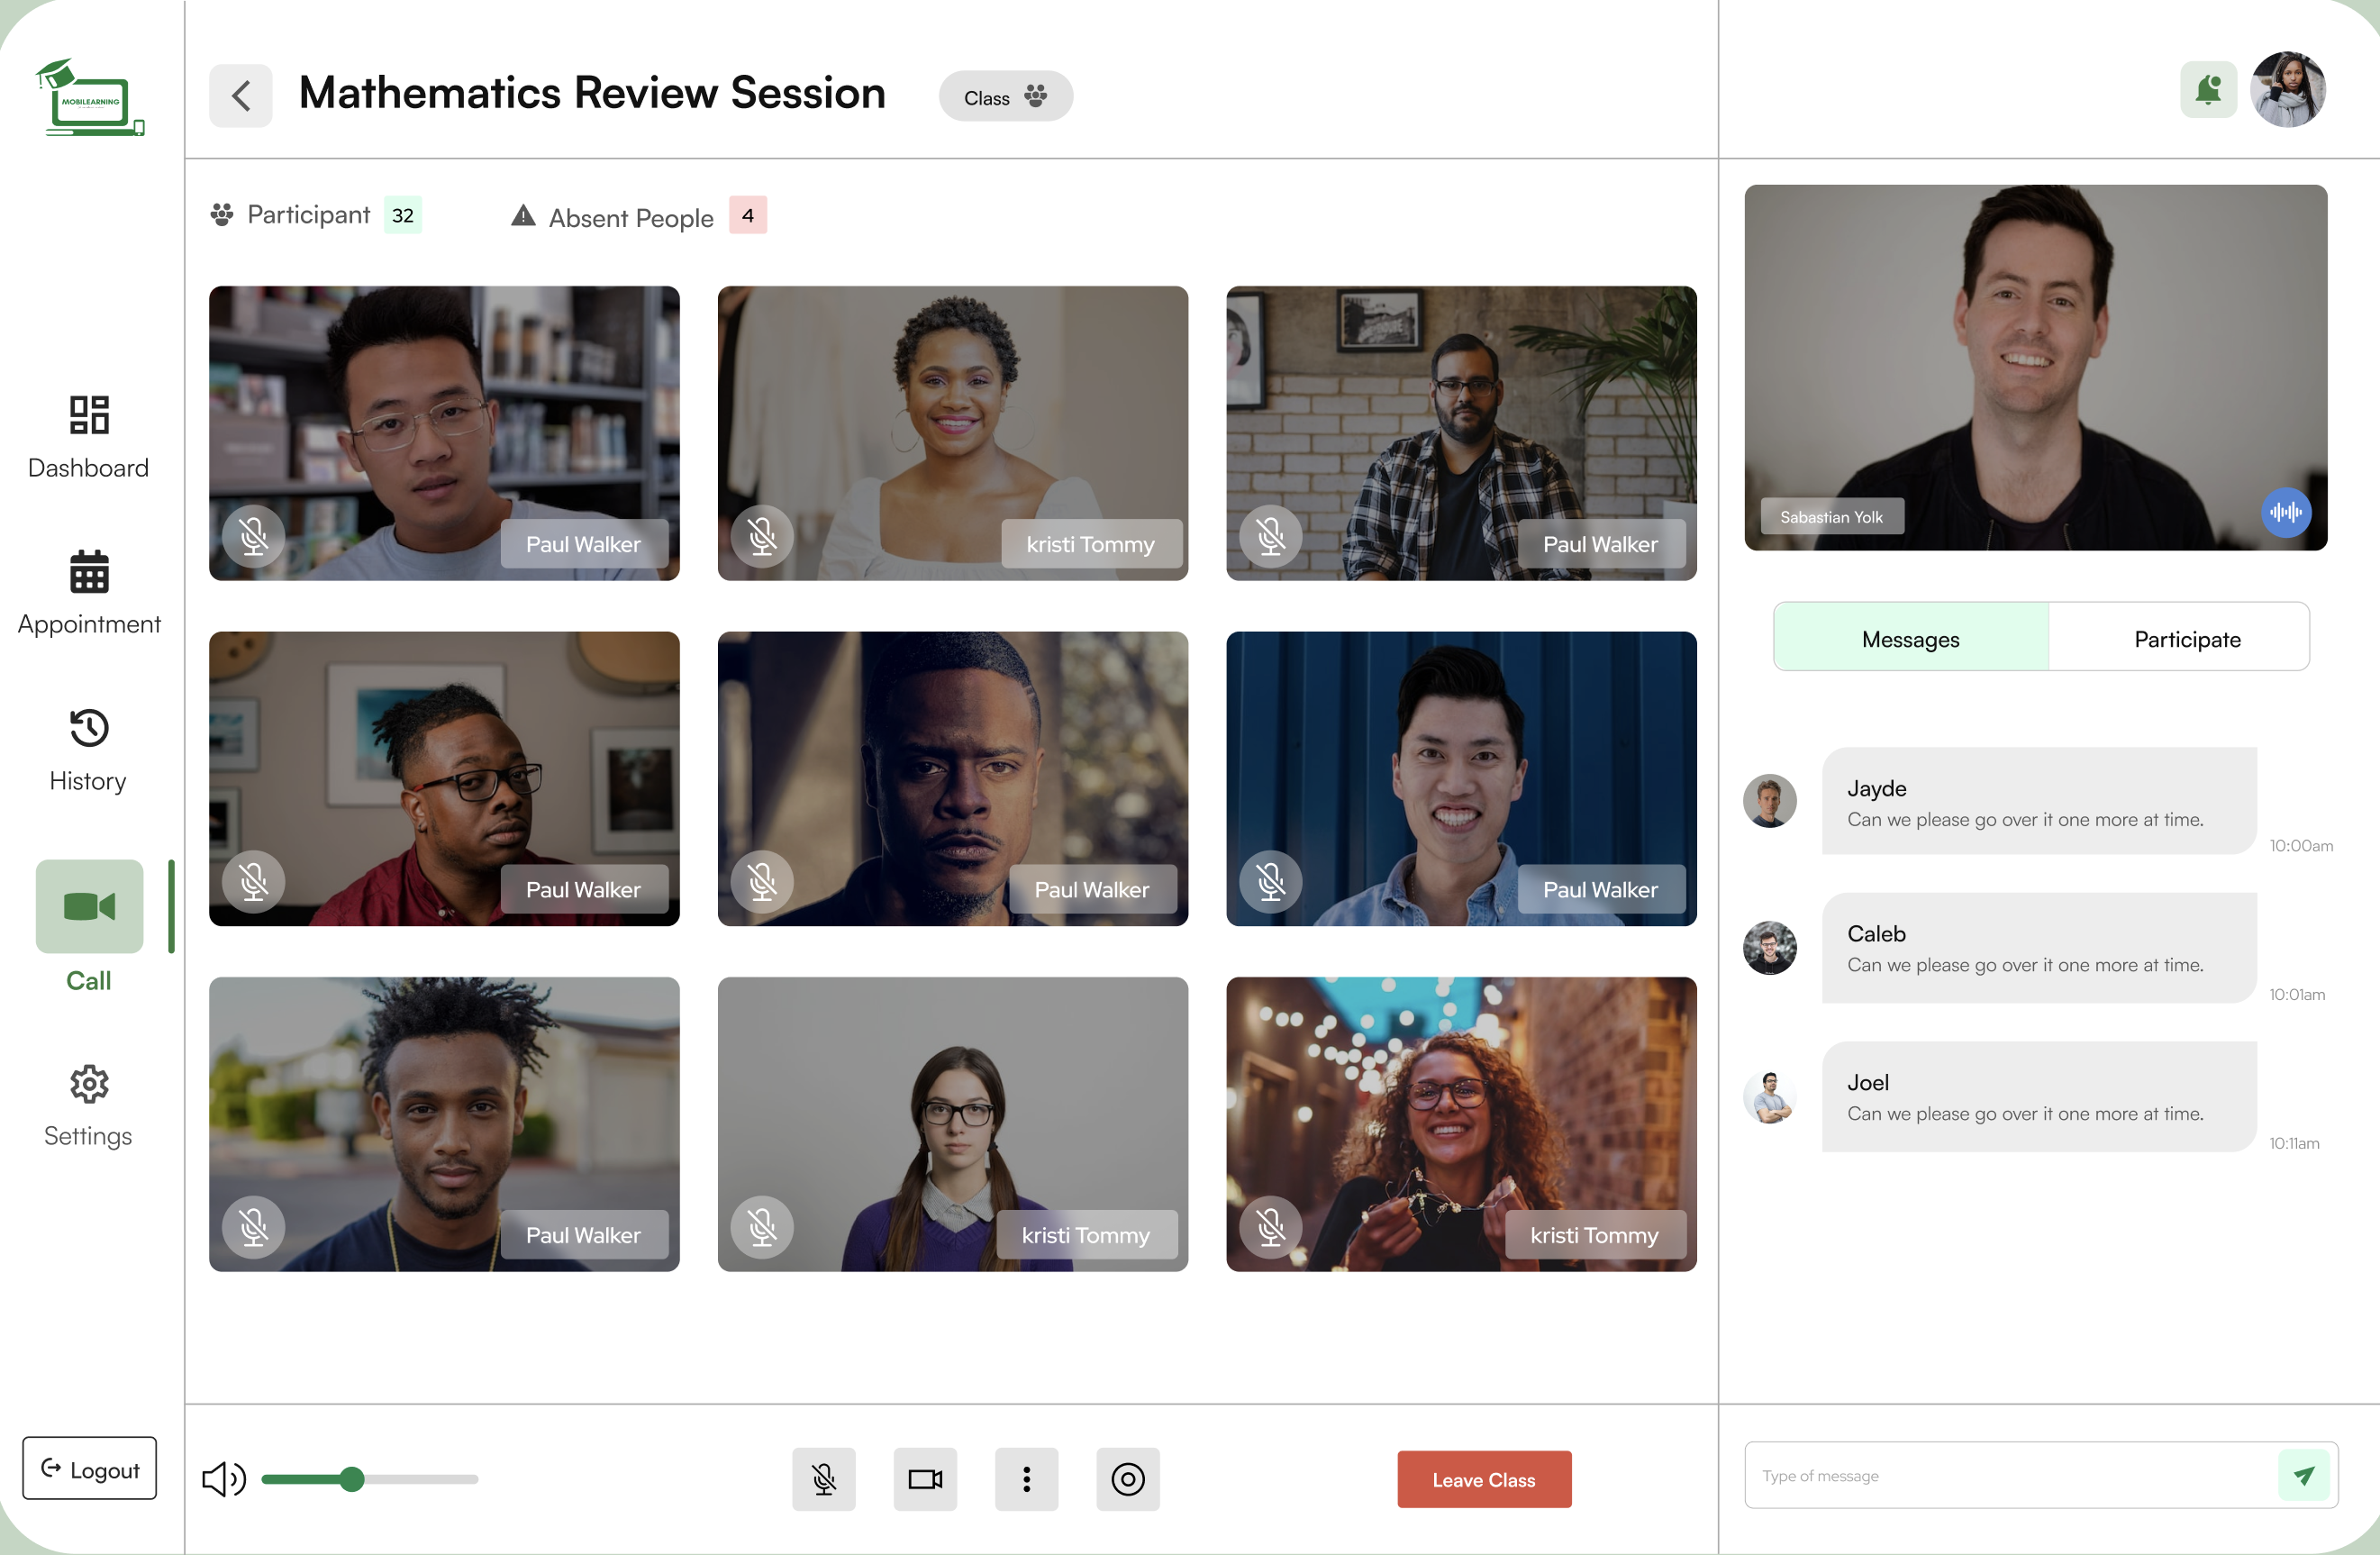 MOBILEARNING
Mathematics Review Session
Class
Participant 32
Absent People 4
Dashboard
Appointment
History
Call
Settings
Logout
Paul Walker
kristi Tommy
Paul Walker
Paul Walker
Paul Walker
Paul Walker
Paul Walker
kristi Tommy
kristi Tommy
Leave Class
Sabastian Yolk
Messages
Participate
Jayde
Can we please go over it one more at time.
10:00am
Caleb
Can we please go over it one more at time.
10:01am
Joel
Can we please go over it one more at time.
10:11am
Type of message